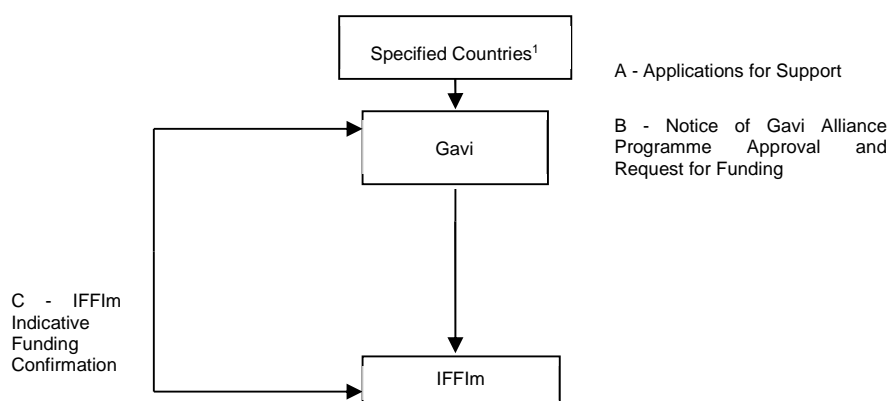 Specified Countries¹
A - Applications for Support
B - Notice of Gavi Alliance
Programme Approval and
Request for Funding
Gavi
C - IFFIm
Indicative
Funding
Confirmation
IFFIm